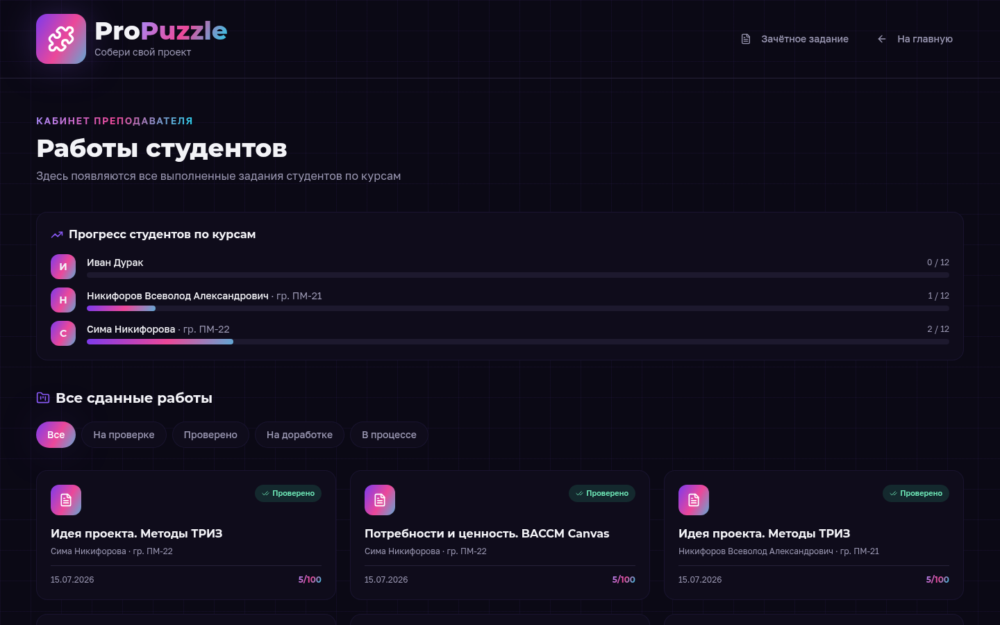 ProPuzzle
Собери свой проект
Зачётное задание
На главную
КАБИНЕТ ПРЕПОДАВАТЕЛЯ
Работы студентов
Здесь появляются все выполненные задания студентов по курсам
Прогресс студентов по курсам
И
Иван Дурак
0 / 12
Н
Никифоров Всеволод Александрович · гр. ПМ-21
1 / 12
С
Сима Никифорова · гр. ПМ-22
2 / 12
Все сданные работы
Все
На проверке
Проверено
На доработке
В процессе
Проверено
Идея проекта. Методы ТРИЗ
Сима Никифорова · гр. ПМ-22
15.07.2026
5/100
Проверено
Потребности и ценность. BACCM Canvas
Сима Никифорова · гр. ПМ-22
15.07.2026
5/100
Проверено
Идея проекта. Методы ТРИЗ
Никифоров Всеволод Александрович · гр. ПМ-21
15.07.2026
5/100